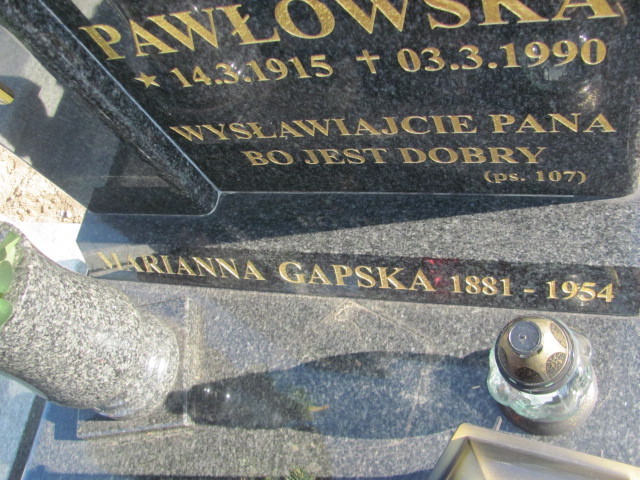 PAWŁOWSKA
★ 14.3.1915 ✝ 03.3.1990
WYSŁAWIAJCIE PANA
BO JEST DOBRY
(ps. 107)
MARIANNA GAPSKA 1881 - 1954